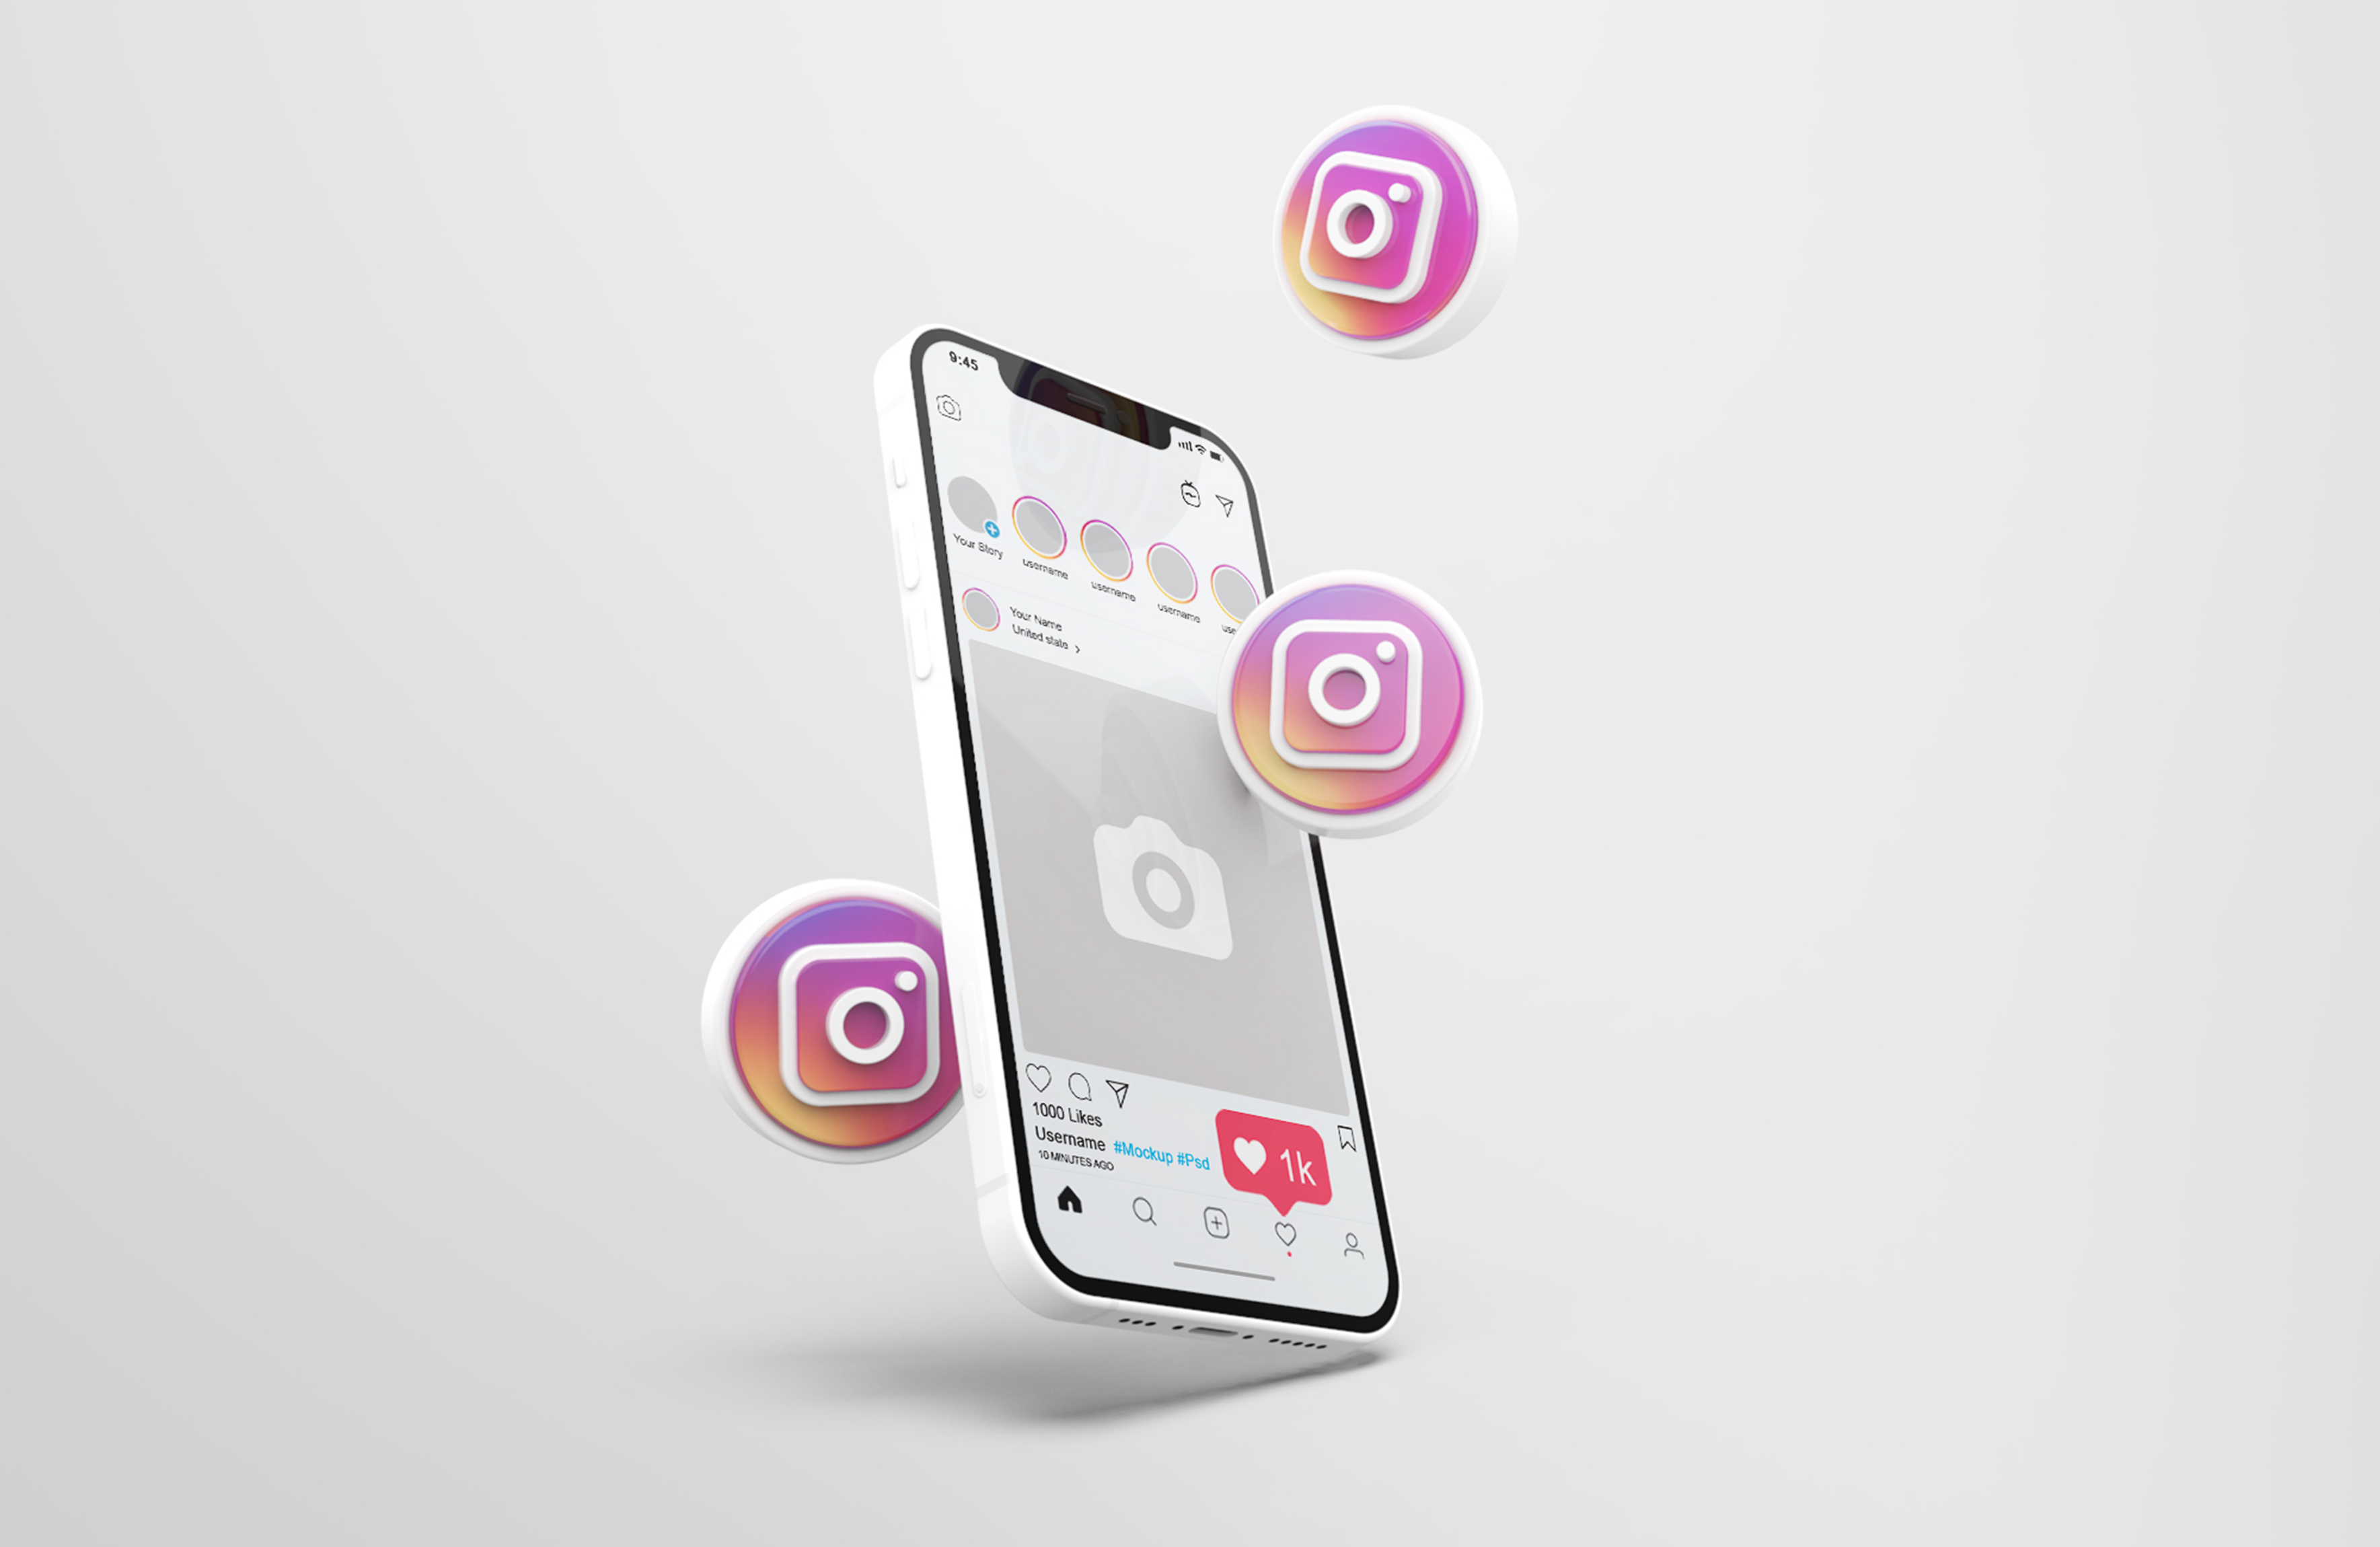 9:45
Your Story
username
username
username
use
Your Name
United state
1000 Likes
Username #Mockup #Psd
10 MINUTES AGO
1k